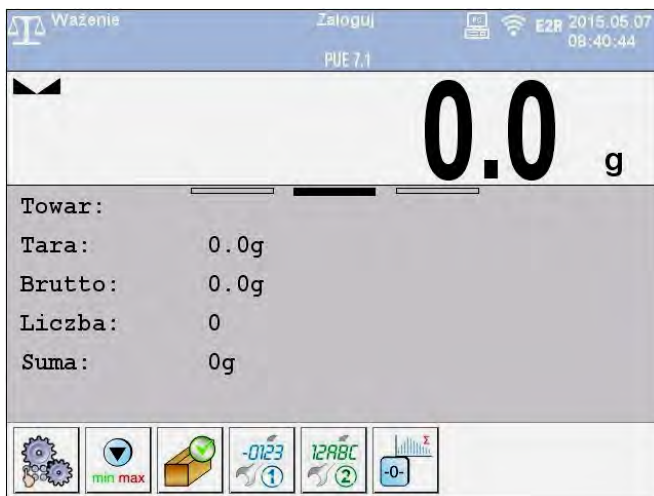 Ważenie Zaloguj E2R 2015.05.07
PUE 7.1 08:40:44
0.0 g
Towar:
Tara: 0.0g
Brutto: 0.0g
Liczba: 0
Suma: 0g
min max -0123 1 12ABC 2 Σ -0-